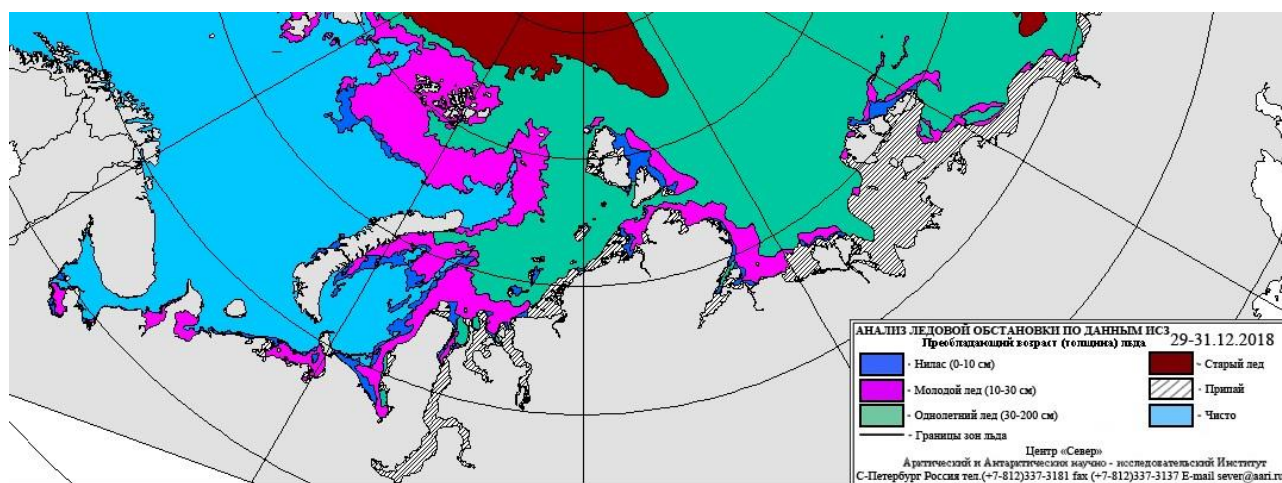 АНАЛИЗ ЛЕДОВОЙ ОБСТАНОВКИ ПО ДАННЫМ ИСЗ
Преобладающий возраст (толщина) льда 29-31.12.2018
- Нилас (0-10 см) - Старый лед
- Молодой лед (10-30 см) - Припай
- Однолетний лед (30-200 см) - Чисто
- Границы зон льда
Центр «Север»
Арктический и Антарктический научно - исследовательский Институт
С-Петербург Россия тел.(+7-812)337-3181 fax (+7-812)337-3137 E-mail sever@aari.ru